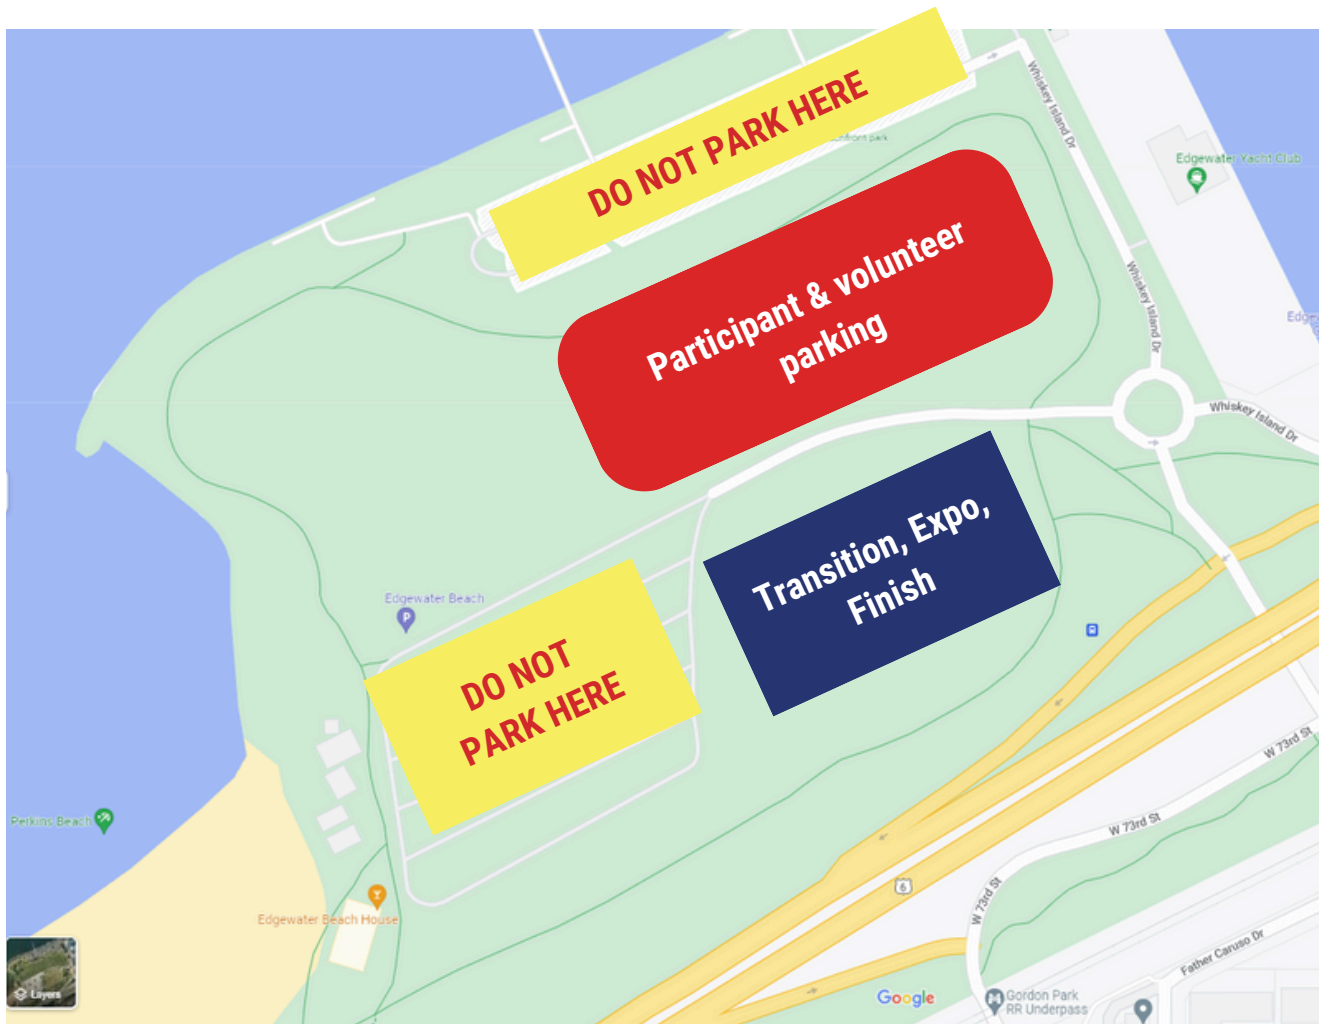 DO NOT PARK HERE
Whiskey Island Dr
Edgewater Yacht Club
Participant & volunteer
parking
Whiskey Island Dr
Whiskey Island Dr
Transition, Expo,
Finish
Edgewater Beach
P
DO NOT
PARK HERE
W 73rd St
Perkins Beach
W 73rd St
6
W 73rd St
Edgewater Beach House
Father Caruso Dr
Layers
Google
Gordon Park
RR Underpass